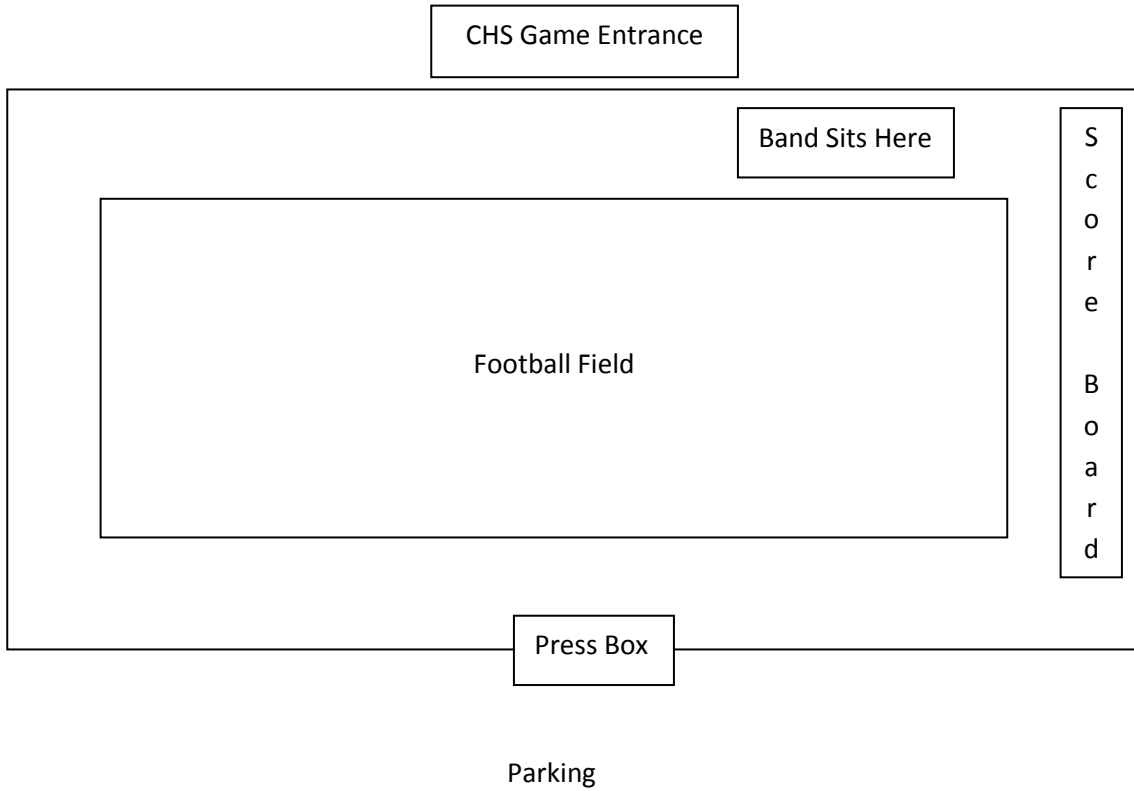 CHS Game Entrance
Band Sits Here
S
c
o
r
e
B
o
a
r
d
Football Field
Press Box
Parking